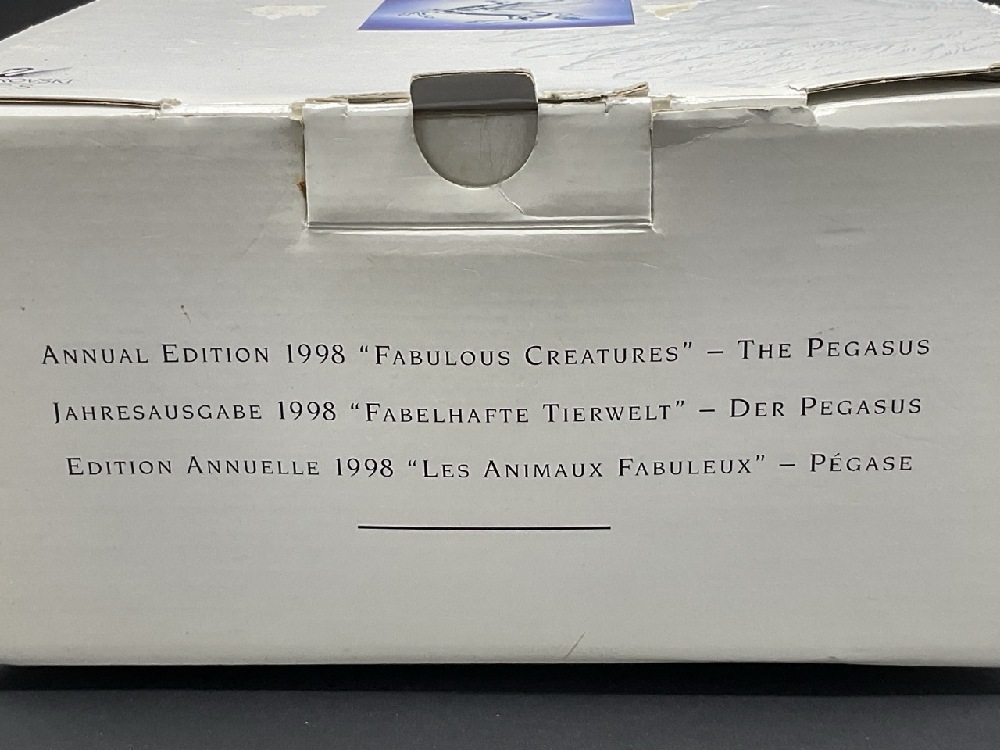 ANNUAL EDITION 1998 "FABULOUS CREATURES" – THE PEGASUS
JAHRESAUSGABE 1998 "FABELHAFTE TIERWELT" – DER PEGASUS
EDITION ANNUELLE 1998 "LES ANIMAUX FABULEUX" – PÉGASE